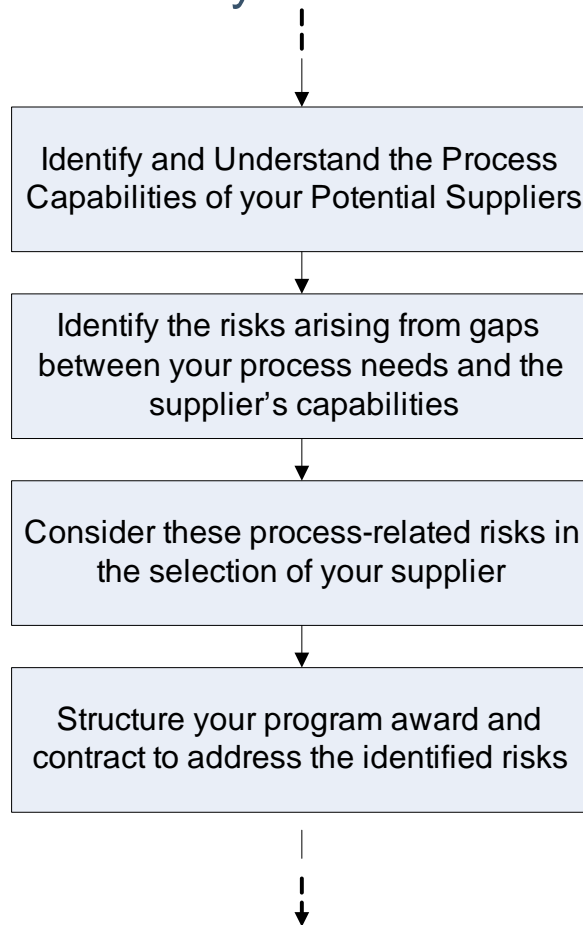 Identify and Understand the Process
Capabilities of your Potential Suppliers
Identify the risks arising from gaps
between your process needs and the
supplier’s capabilities
Consider these process-related risks in
the selection of your supplier
Structure your program award and
contract to address the identified risks